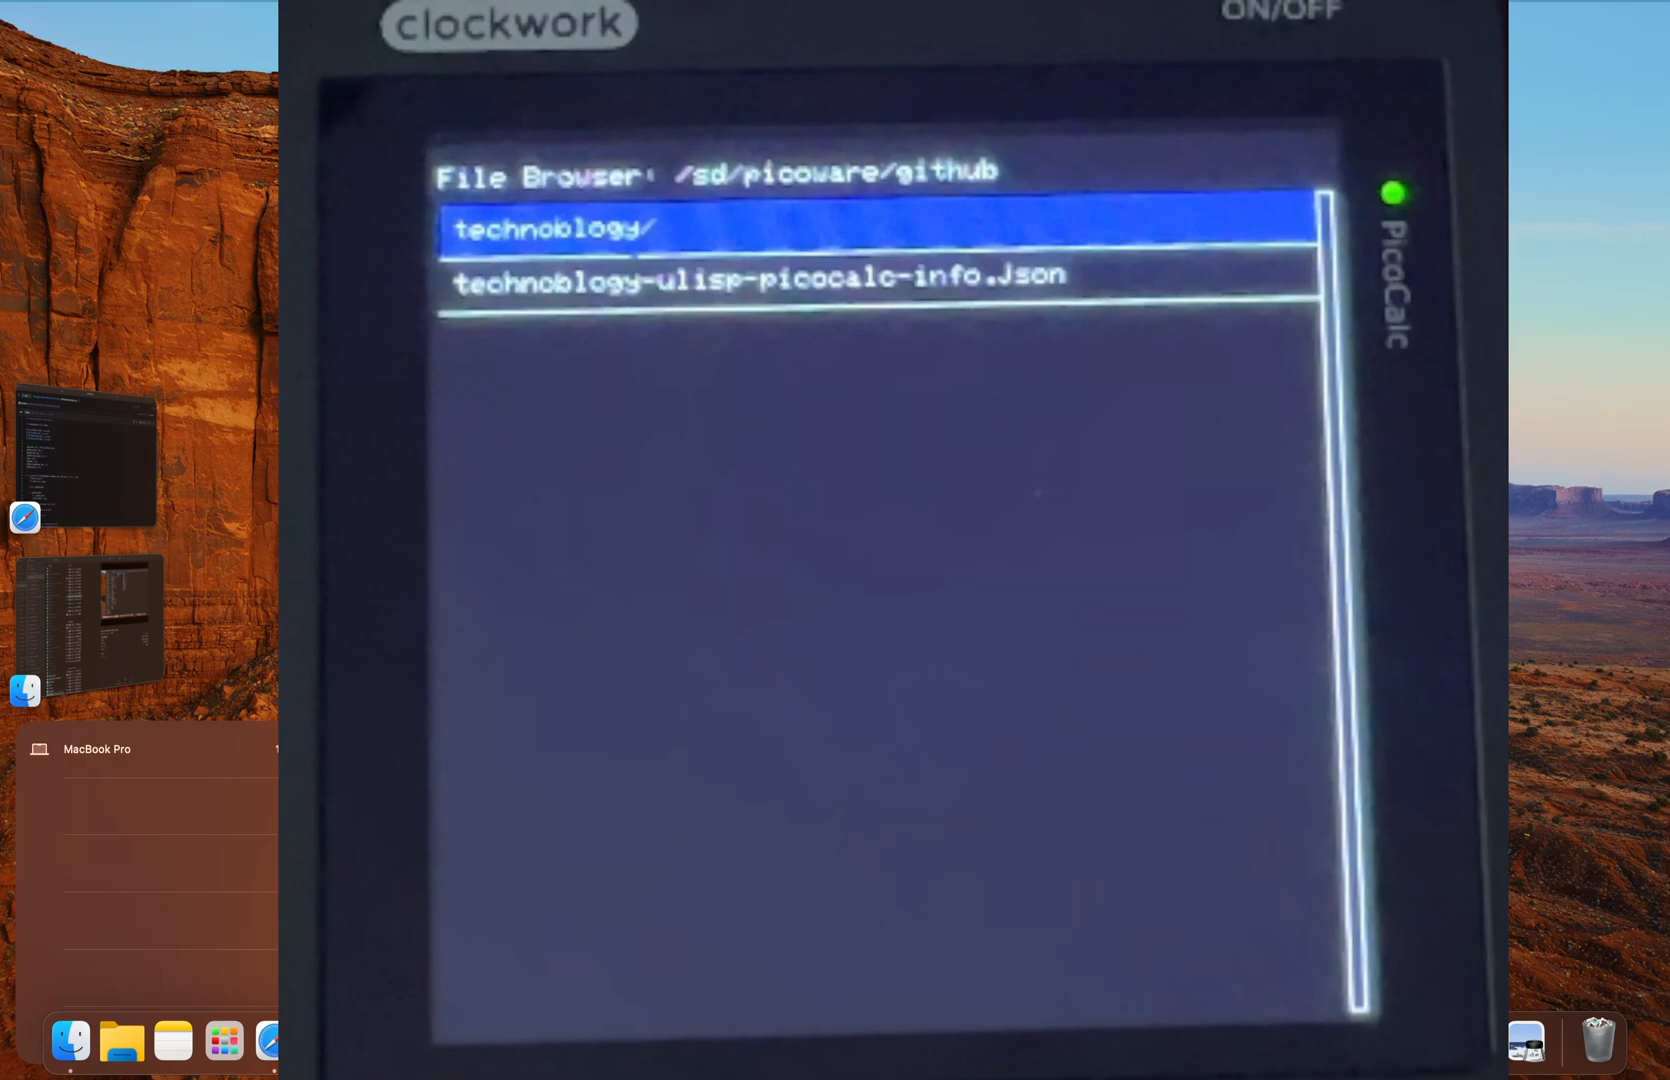 clockwork
ON/OFF
File Browser: /sd/picoware/github
technoblogy/
technoblogy-ulisp-picocalc-info.json
PicoCalc
MacBook Pro